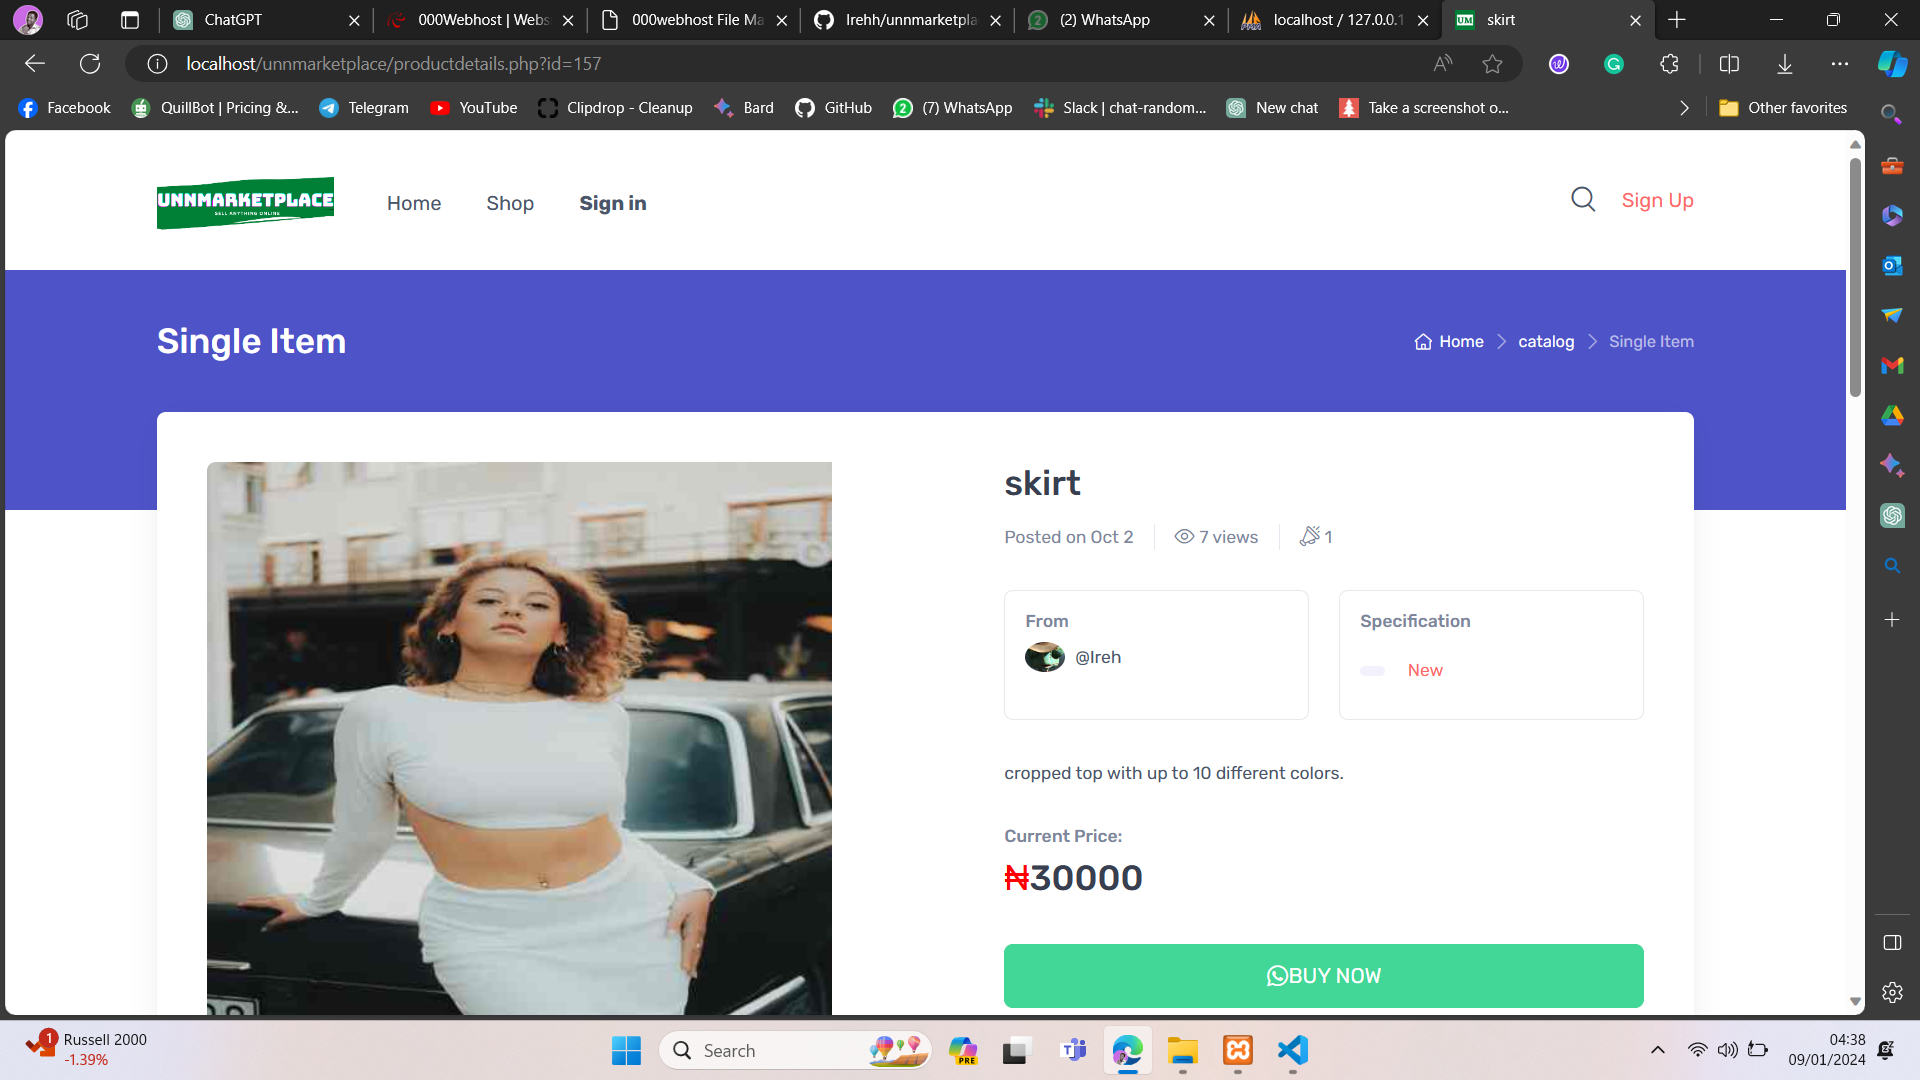 ChatGPT
000Webhost | Webs
000webhost File Ma
Irehh/unnmarketpla
(2) WhatsApp
localhost / 127.0.0.1
skirt
localhost/unnmarketplace/productdetails.php?id=157
Facebook
QuillBot | Pricing &...
Telegram
YouTube
Clipdrop - Cleanup
Bard
GitHub
(7) WhatsApp
Slack | chat-random...
New chat
Take a screenshot o...
Other favorites
UNNMARKETPLACE
SELL ANYTHING ONLINE
Home
Shop
Sign in
Sign Up
Single Item
Home
catalog
Single Item
skirt
Posted on Oct 2
7 views
1
From
@Ireh
Specification
New
cropped top with up to 10 different colors.
Current Price:
₦30000
BUY NOW
1
Russell 2000
-1.39%
Search
PRE
04:38
09/01/2024